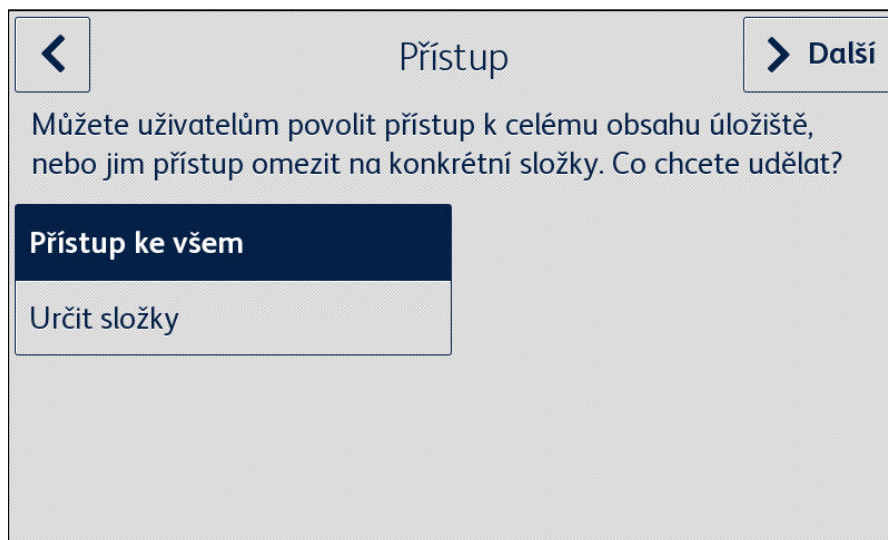 Přístup
Další
Můžete uživatelům povolit přístup k celému obsahu úložiště,
nebo jim přístup omezit na konkrétní složky. Co chcete udělat?
Přístup ke všem
Určit složky